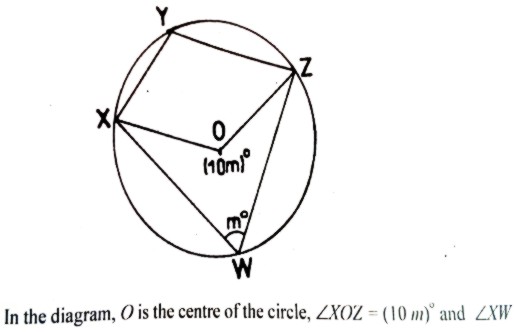 Y
Z
X
O
(10m)°
m°
W
In the diagram, O is the centre of the circle, ∠XOZ = (10 m)° and ∠XW